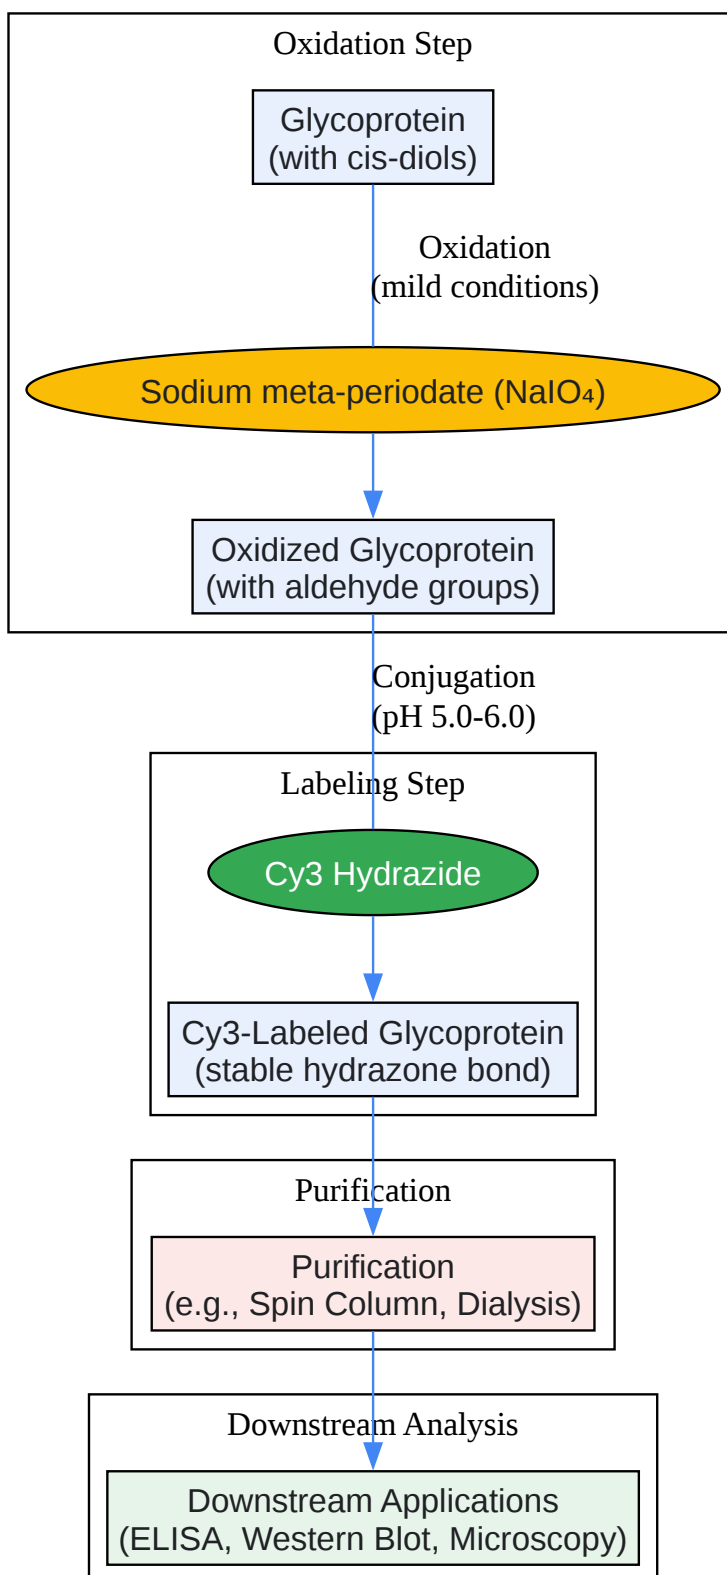 Oxidation Step
Glycoprotein
(with cis-diols)
Oxidation
(mild conditions)
Sodium meta-periodate (NaIO₄)
Oxidized Glycoprotein
(with aldehyde groups)
Conjugation
(pH 5.0-6.0)
Labeling Step
Cy3 Hydrazide
Cy3-Labeled Glycoprotein
(stable hydrazone bond)
Purification
Purification
(e.g., Spin Column, Dialysis)
Downstream Analysis
Downstream Applications
(ELISA, Western Blot, Microscopy)